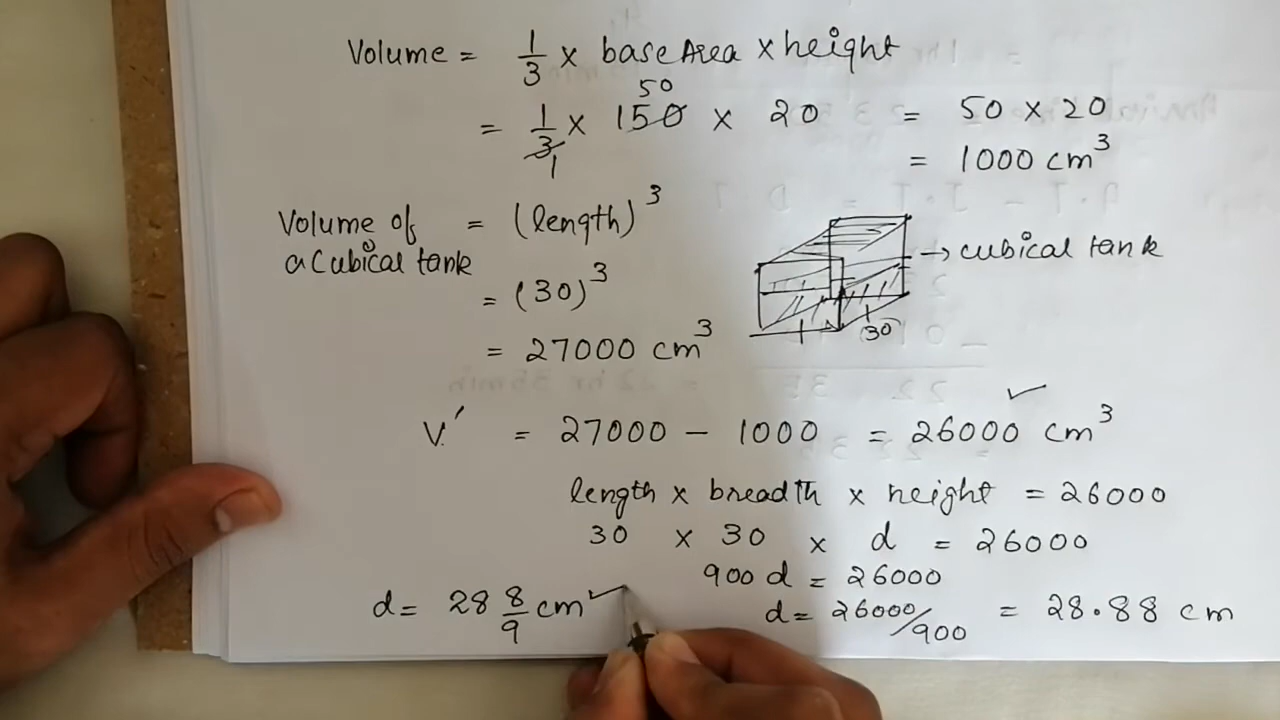 Volume = 1/3 × base Area × height
50
= 1/3 × 150 × 20 = 50 × 20
1
= 1000 cm³
Volume of a Cubical tank = (length)³
→ cubical tank
= (30)³
30
= 27000 cm³
V' = 27000 - 1000 = 26000 cm³
length × breadth × height = 26000
30 × 30 × d = 26000
900 d = 26000
d = 28 8/9 cm
d = 26000/900 = 28.88 cm